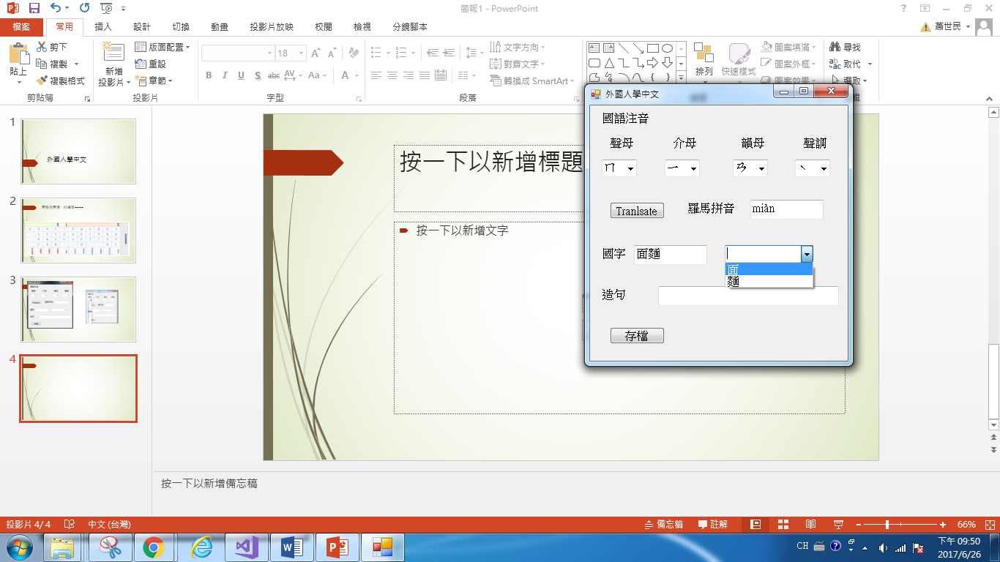 簡報1 - PowerPoint
檔案 常用 插入 設計 切換 動畫 投影片放映 校閱 檢視 分鏡腳本 蕭世民
貼上 剪下 複製 複製格式 剪貼簿
新增投影片 版面配置 重設 章節 投影片
18
B I U S abc AV Aa A
字型
文字方向 對齊文字 轉換成 SmartArt 段落
排列 快速樣式 圖案填滿 圖案外框 圖案效果
尋找 取代 選取
1
外國人學中文
2
3
4
按一下以新增標題
按一下以新增文字
外國人學中文
國語注音
聲母 介母 韻母 聲調
ㄇ ㄧ ㄢ ˋ
Tranlsate 羅馬拼音 miàn
國字 面麵
面
麵
造句
存檔
按一下以新增備忘稿
投影片 4/ 4 中文 (台灣) 備忘稿 註解 66%
CH 下午 09:50
2017/6/26